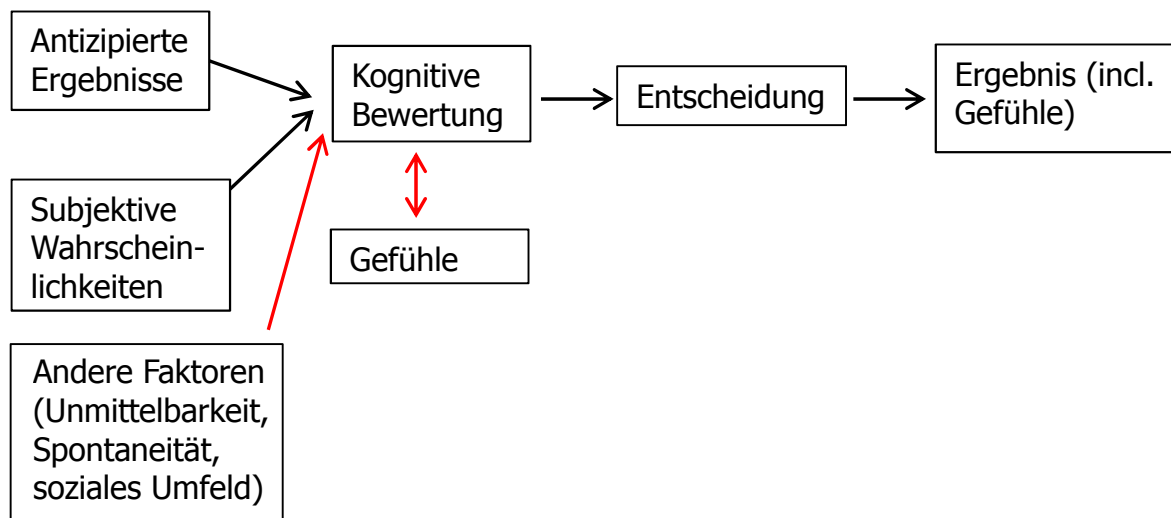 Antizipierte
Ergebnisse
Kognitive
Bewertung
Entscheidung
Ergebnis (incl.
Gefühle)
Subjektive
Wahrschein-
lichkeiten
Gefühle
Andere Faktoren
(Unmittelbarkeit,
Spontaneität,
soziales Umfeld)